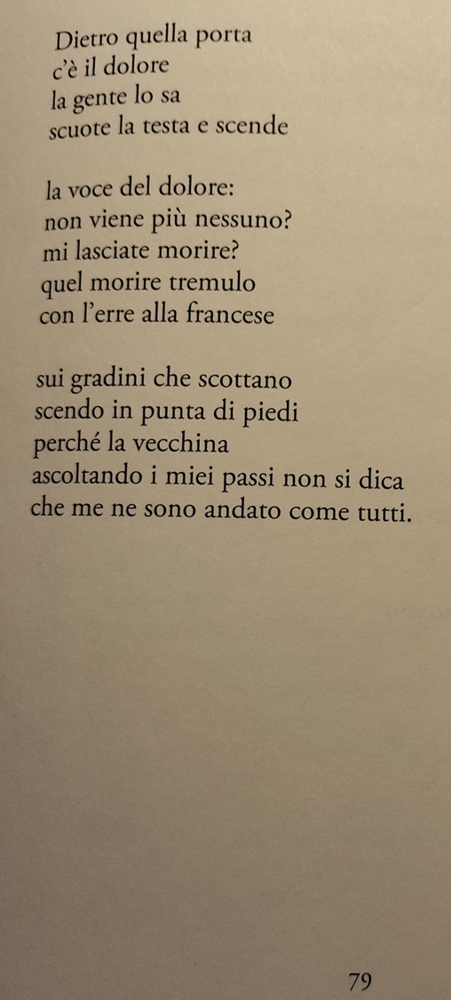 Dietro quella porta
c'è il dolore
la gente lo sa
scuote la testa e scende

la voce del dolore:
non viene più nessuno?
mi lasciate morire?
quel morire tremulo
con l'erre alla francese

sui gradini che scottano
scendo in punta di piedi
perché la vecchina
ascoltando i miei passi non si dica
che me ne sono andato come tutti.

79